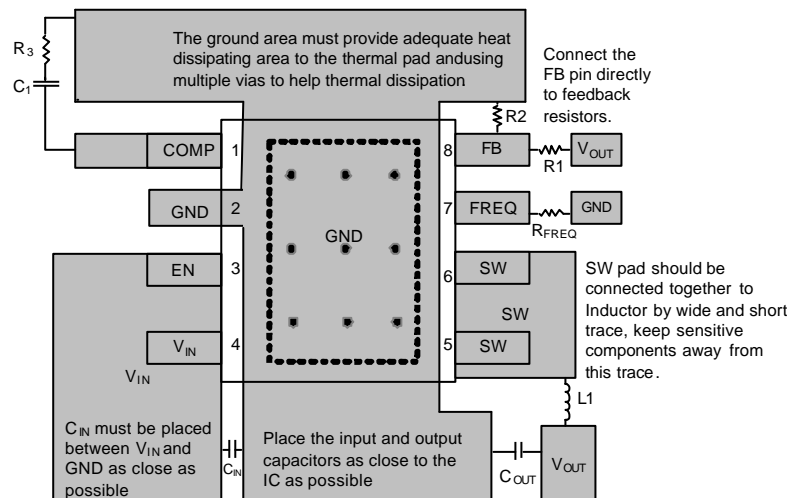 The ground area must provide adequate heat
dissipating area to the thermal pad andusing
multiple vias to help thermal dissipation
R3
C1
Connect the
FB pin directly
to feedback
resistors.
R2
COMP
1
8
FB
R1
VOUT
GND
2
7
FREQ
RFREQ
GND
GND
EN
3
6
SW
SW
VIN
4
5
SW
VIN
SW pad should be
connected together to
Inductor by wide and short
trace, keep sensitive
components away from
this trace.
L1
CIN must be placed
between VIN and
GND as close as
possible
CIN
Place the input and output
capacitors as close to the
IC as possible
COUT
VOUT